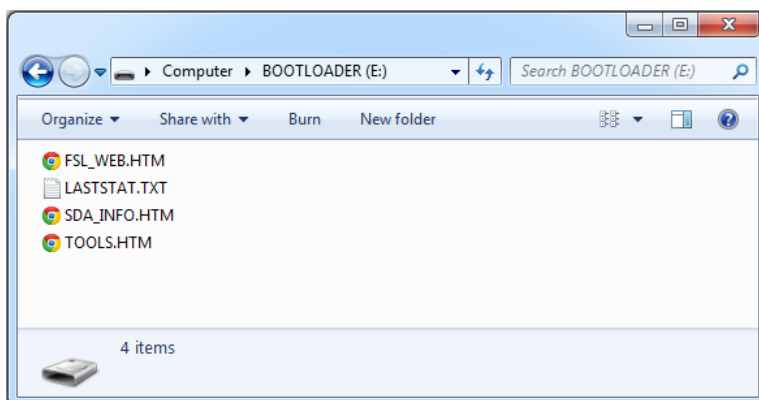 Computer BOOTLOADER (E:) Search BOOTLOADER (E:)
Organize Share with Burn New folder
FSL_WEB.HTM
LASTSTAT.TXT
SDA_INFO.HTM
TOOLS.HTM
4 items